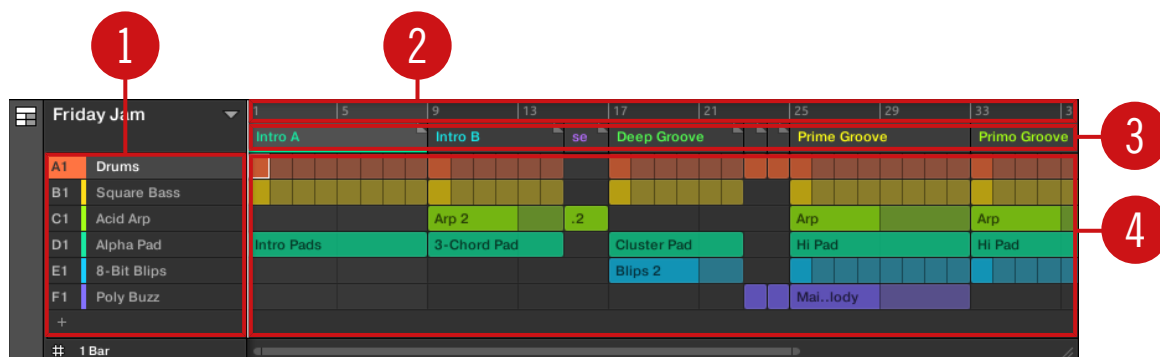 1
2
Friday Jam
1 5 9 13 17 21 25 29 33 3
Intro A Intro B se Deep Groove Prime Groove Primo Groove
3
A1 Drums
B1 Square Bass
C1 Acid Arp Arp 2 .2 Arp Arp
4
D1 Alpha Pad Intro Pads 3-Chord Pad Cluster Pad Hi Pad Hi Pad
E1 8-Bit Blips Blips 2
F1 Poly Buzz Mai..lody
+
1 Bar